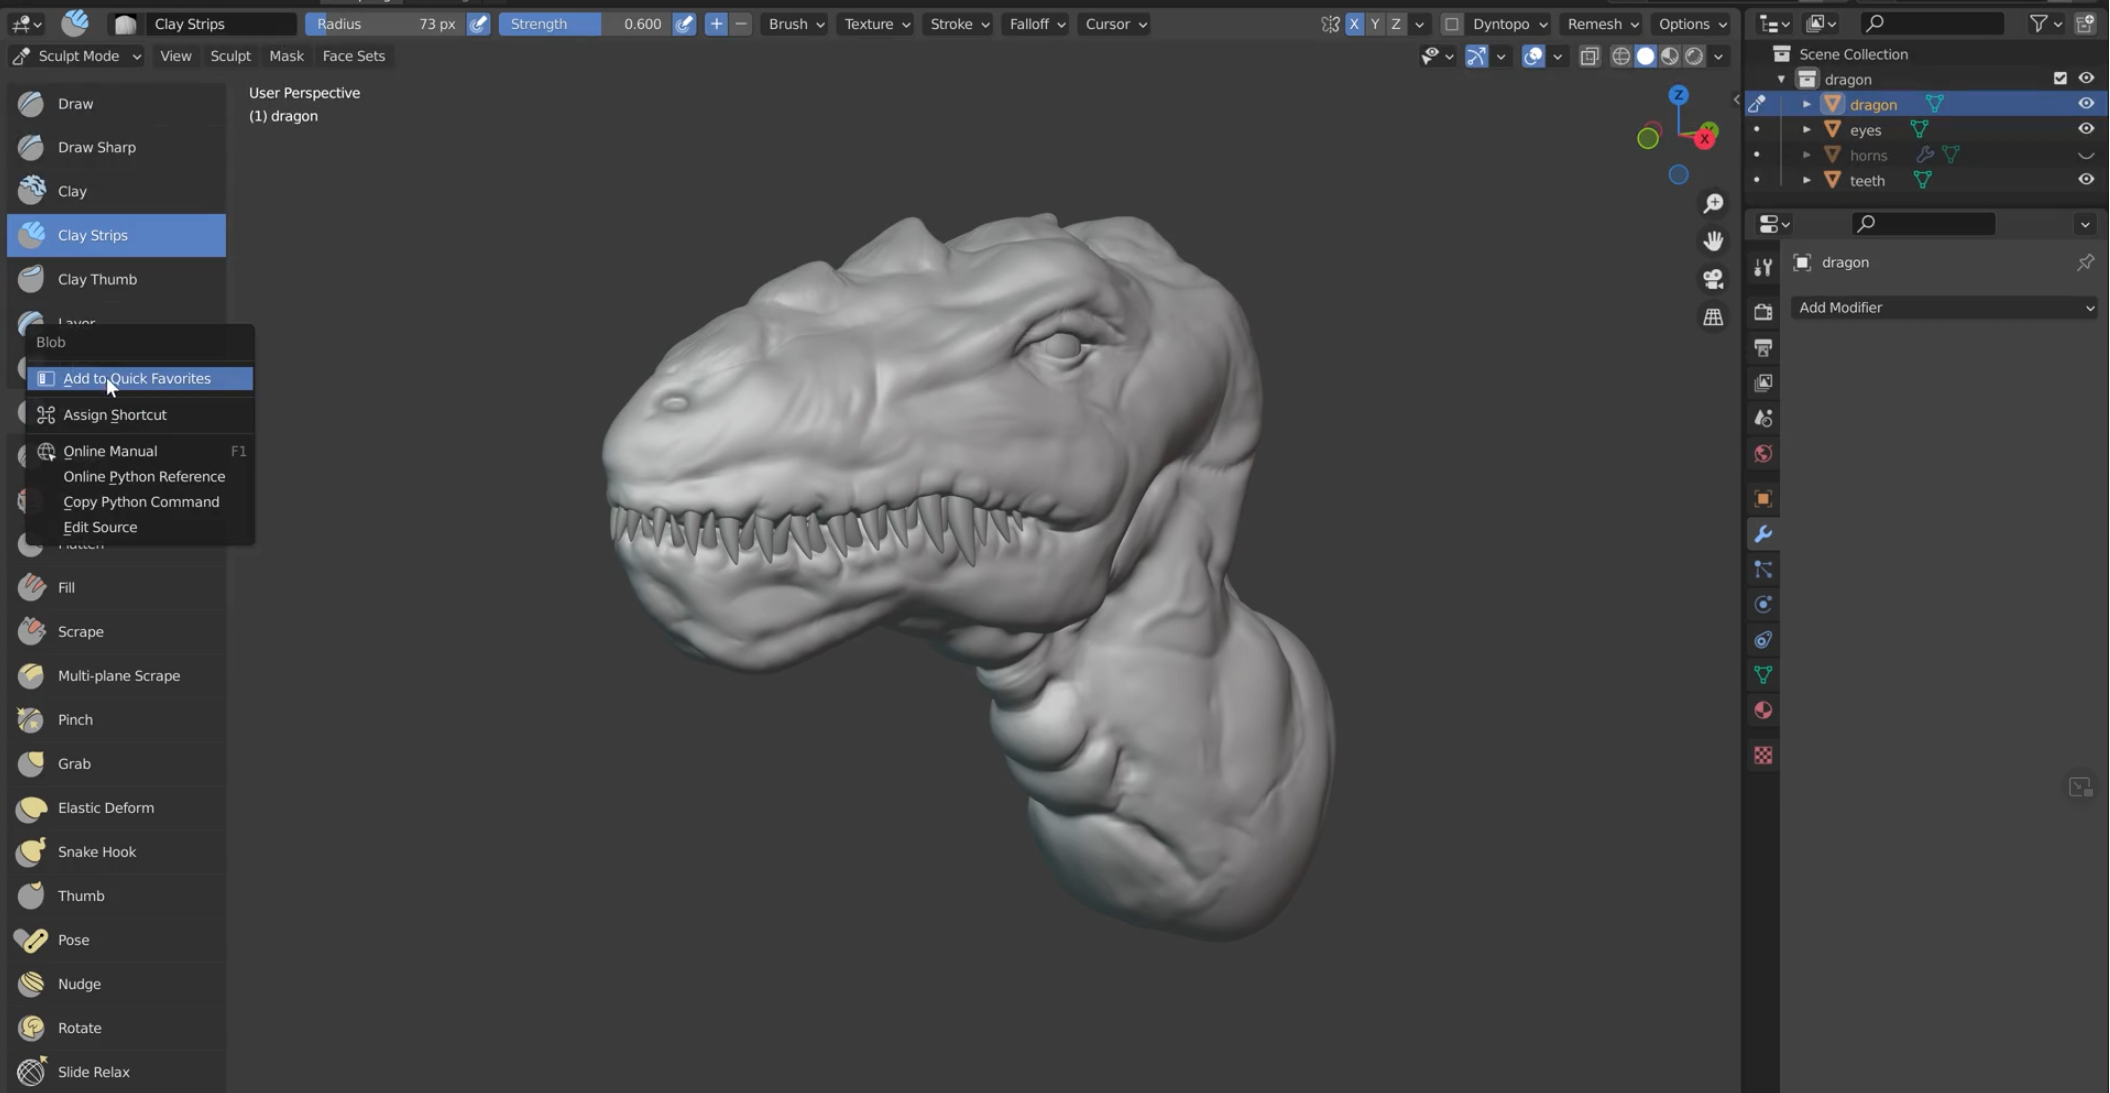 Clay Strips
Radius 73 px
Strength 0.600
Brush
Texture
Stroke
Falloff
Cursor
X Y Z
Dyntopo
Remesh
Options
Sculpt Mode
View
Sculpt
Mask
Face Sets
User Perspective
(1) dragon
Draw
Draw Sharp
Clay
Clay Strips
Clay Thumb
Layer
Blob
Add to Quick Favorites
Assign Shortcut
Online Manual F1
Online Python Reference
Copy Python Command
Edit Source
Flatten
Fill
Scrape
Multi-plane Scrape
Pinch
Grab
Elastic Deform
Snake Hook
Thumb
Pose
Nudge
Rotate
Slide Relax
Z
Y
X
Scene Collection
dragon
dragon
eyes
horns
teeth
dragon
Add Modifier